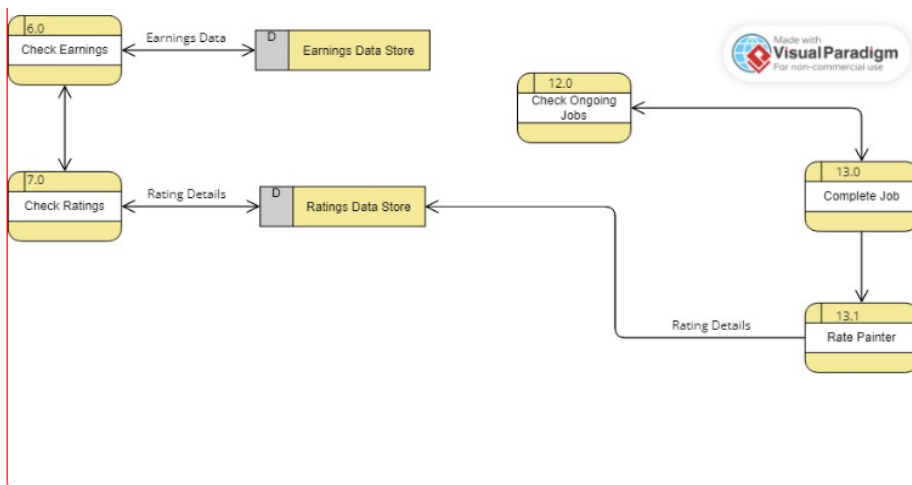 6.0
Check Earnings
Earnings Data
D
Earnings Data Store
Made with
VisualParadigm
For non-commercial use
12.0
Check Ongoing
Jobs
7.0
Check Ratings
Rating Details
D
Ratings Data Store
13.0
Complete Job
Rating Details
13.1
Rate Painter